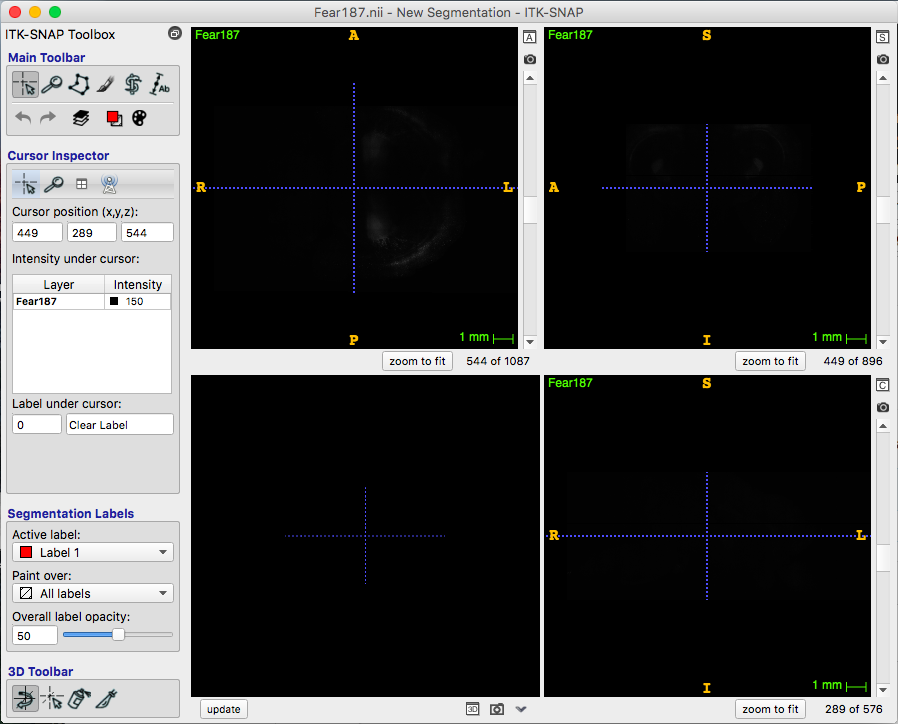 Fear187.nii - New Segmentation - ITK-SNAP
ITK-SNAP Toolbox
Main Toolbar
Ab
Cursor Inspector
Cursor position (x,y,z):
449 289 544
Intensity under cursor:
Layer Intensity
Fear187 150
Label under cursor:
0 Clear Label
Segmentation Labels
Active label:
Label 1
Paint over:
All labels
Overall label opacity:
50
3D Toolbar
Fear187
A
A
R
L
P
1 mm
zoom to fit 544 of 1087
Fear187
S
S
A
P
I
1 mm
zoom to fit 449 of 896
update
3D
Fear187
S
C
R
L
I
1 mm
zoom to fit 289 of 576